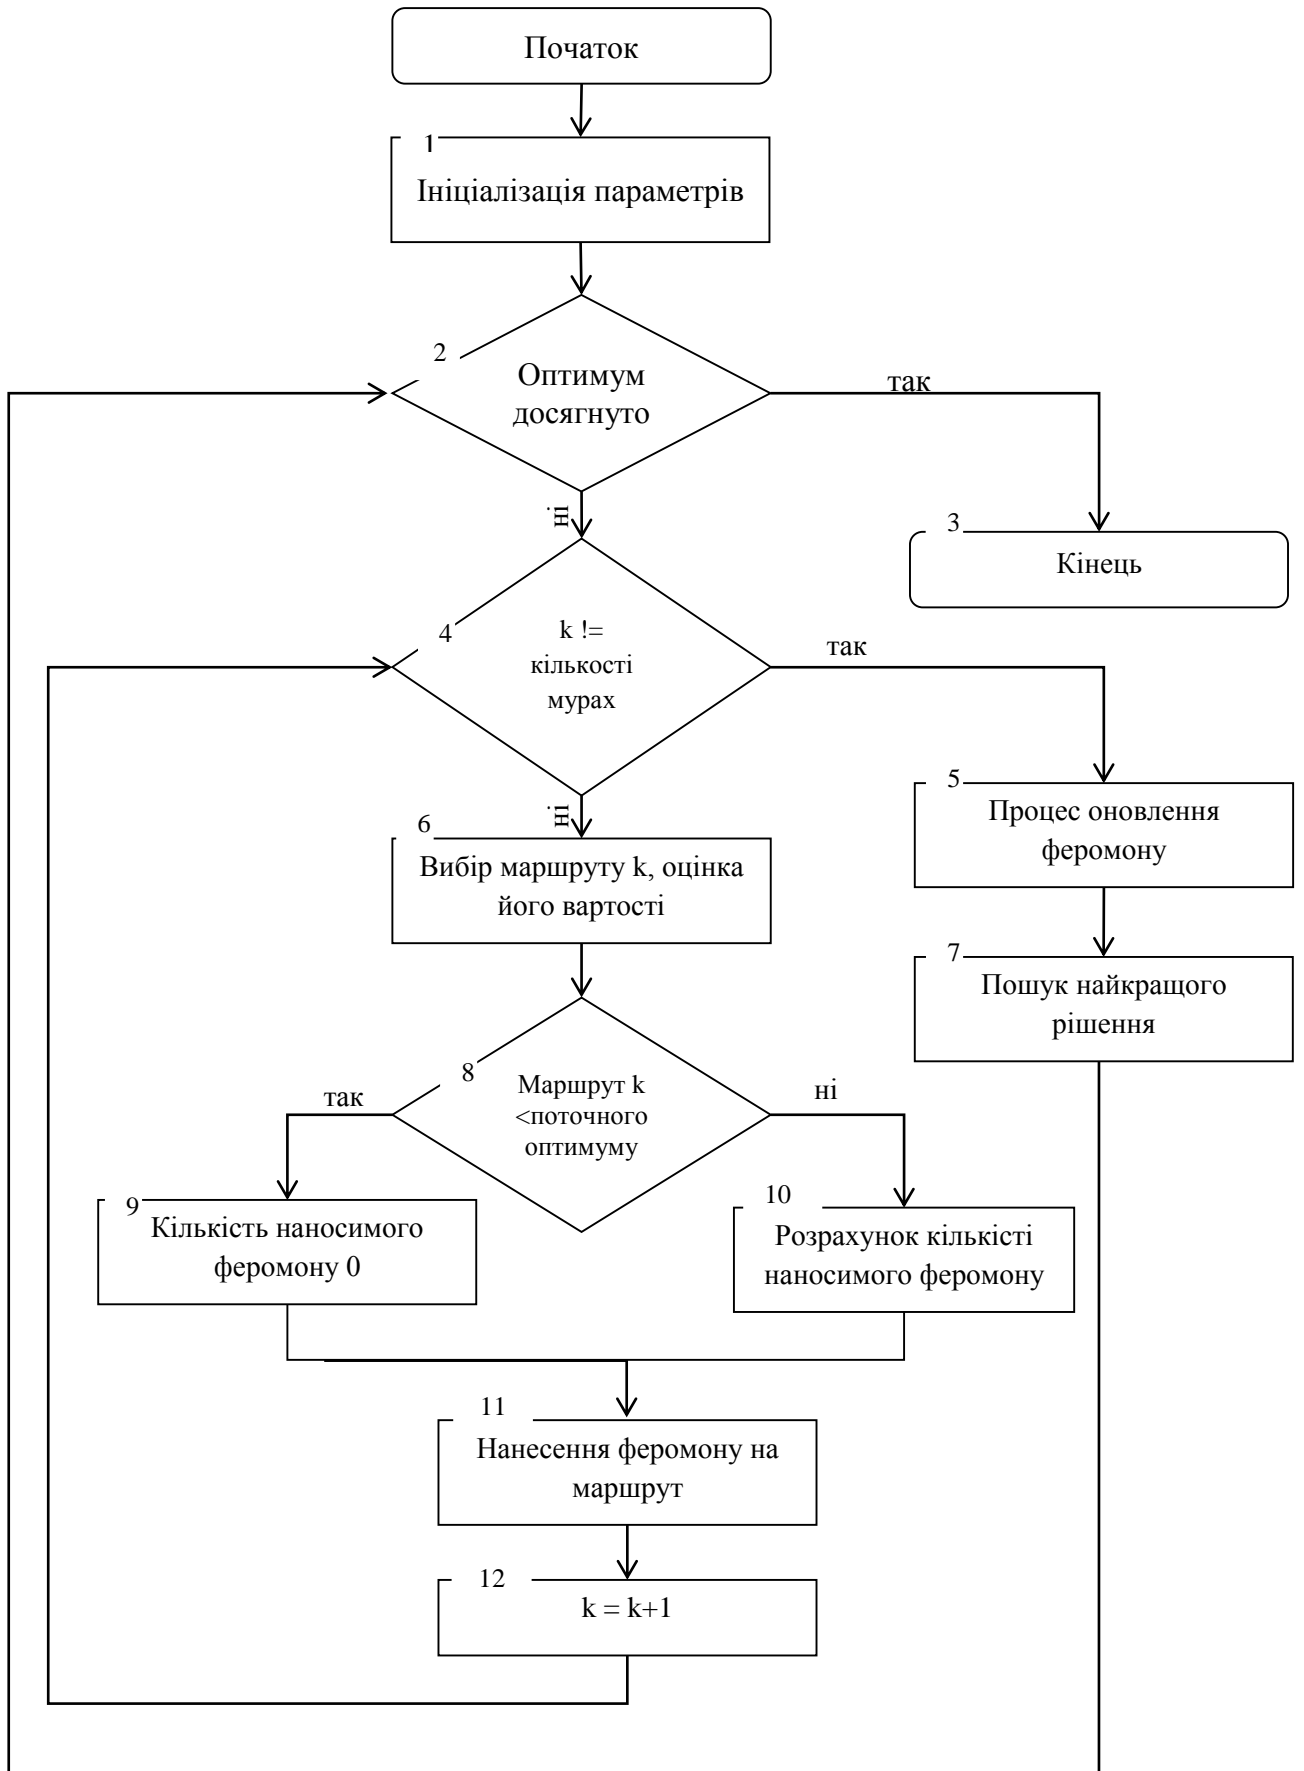 Початок
1
Ініціалізація параметрів
2
Оптимум
досягнуто
так
ні
3
Кінець
4
k !=
кількості
мурах
так
ні
5
Процес оновлення
феромону
6
Вибір маршруту k, оцінка
його вартості
7
Пошук найкращого
рішення
8
Маршрут k
<поточного
оптимуму
так
ні
9
Кількість наносимого
феромону 0
10
Розрахунок кількісті
наносимого феромону
11
Нанесення феромону на
маршрут
12
k = k+1